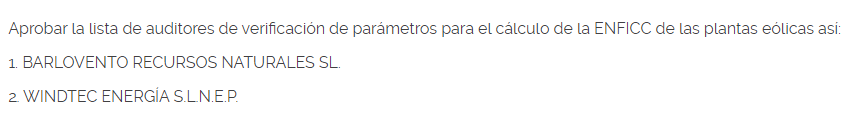 Aprobar la lista de auditores de verificación de parámetros para el cálculo de la ENFICC de las plantas eólicas así:
1. BARLOVENTO RECURSOS NATURALES SL.
2. WINDTEC ENERGÍA S.L.N.E.P.